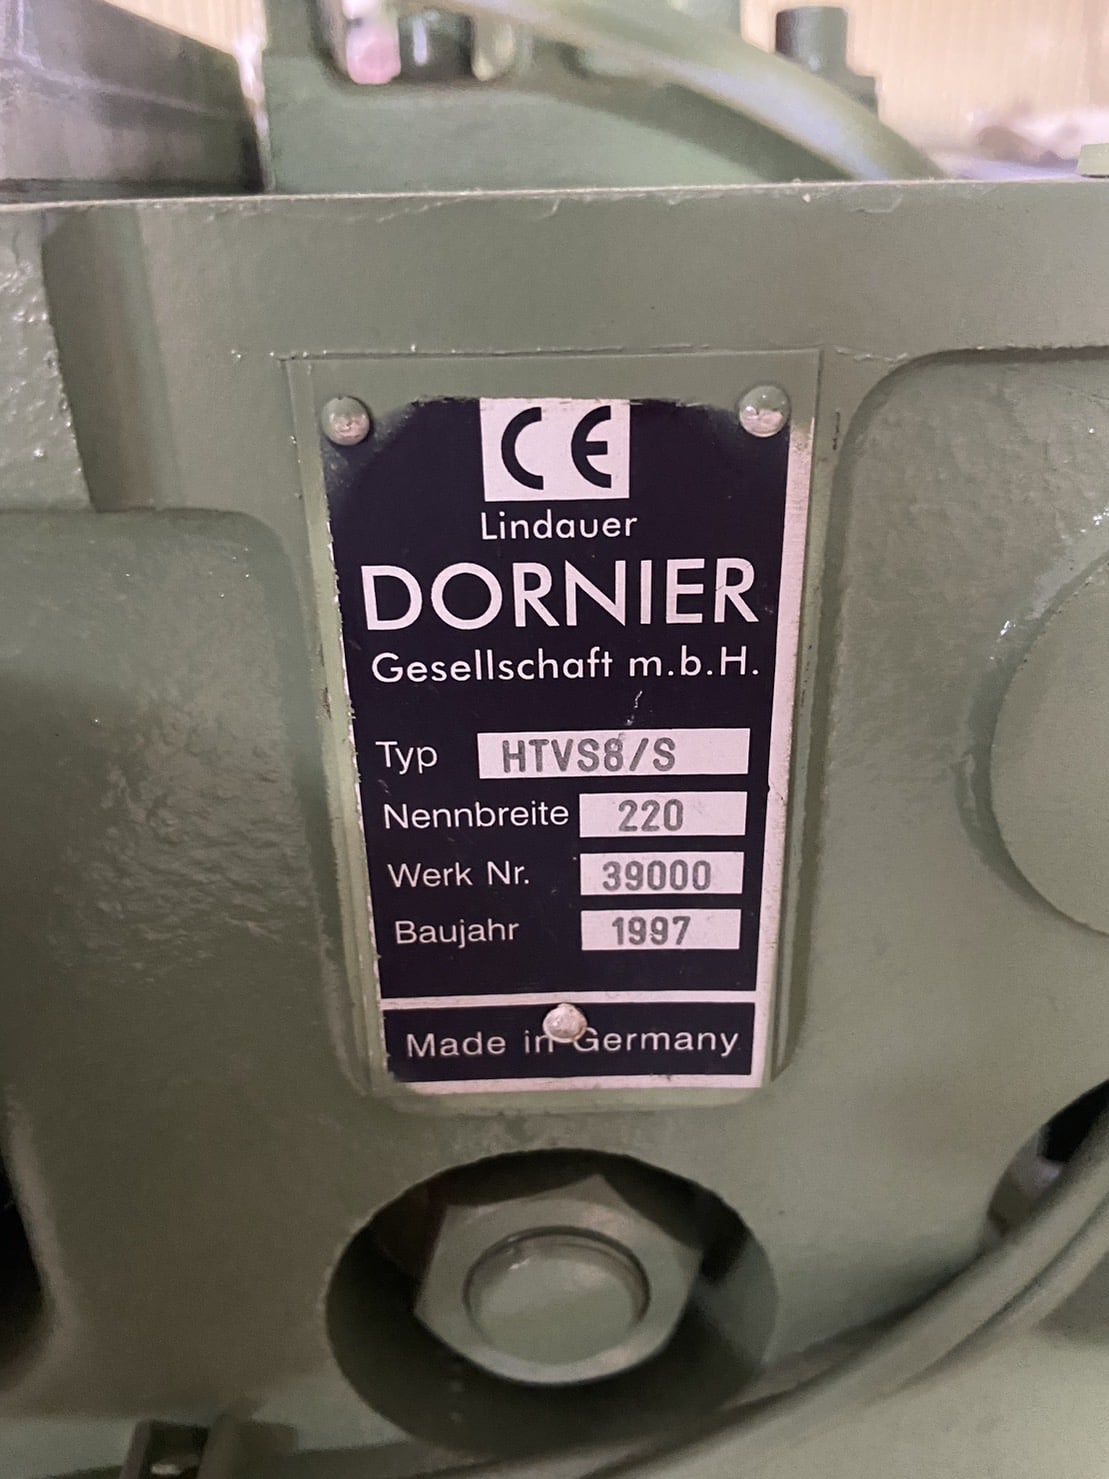 CE
Lindauer
DORNIER
Gesellschaft m.b.H.
Typ HTVS8/S
Nennbreite 220
Werk Nr. 39000
Baujahr 1997
Made in Germany